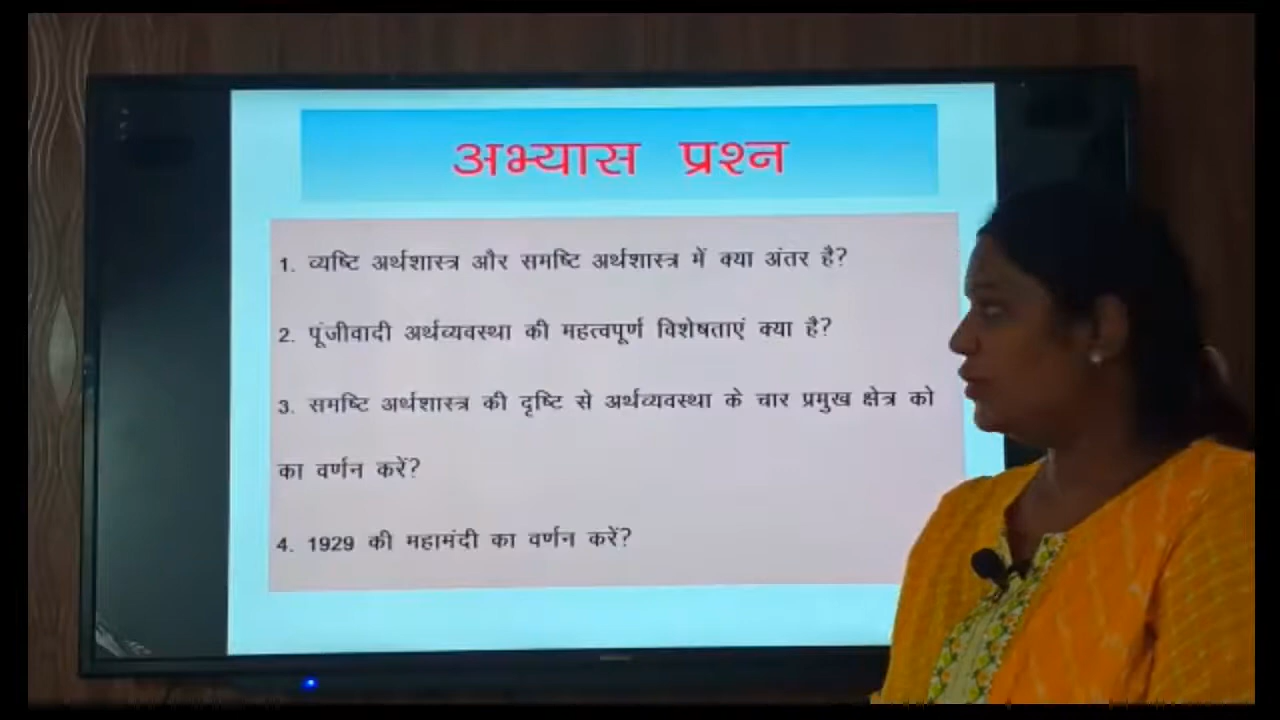 अभ्यास प्रश्न
1. व्यष्टि अर्थशास्त्र और समष्टि अर्थशास्त्र में क्या अंतर है?
2. पूंजीवादी अर्थव्यवस्था की महत्वपूर्ण विशेषताएं क्या है?
3. समष्टि अर्थशास्त्र की दृष्टि से अर्थव्यवस्था के चार प्रमुख क्षेत्र को
का वर्णन करें?
4. 1929 की महामंदी का वर्णन करें?